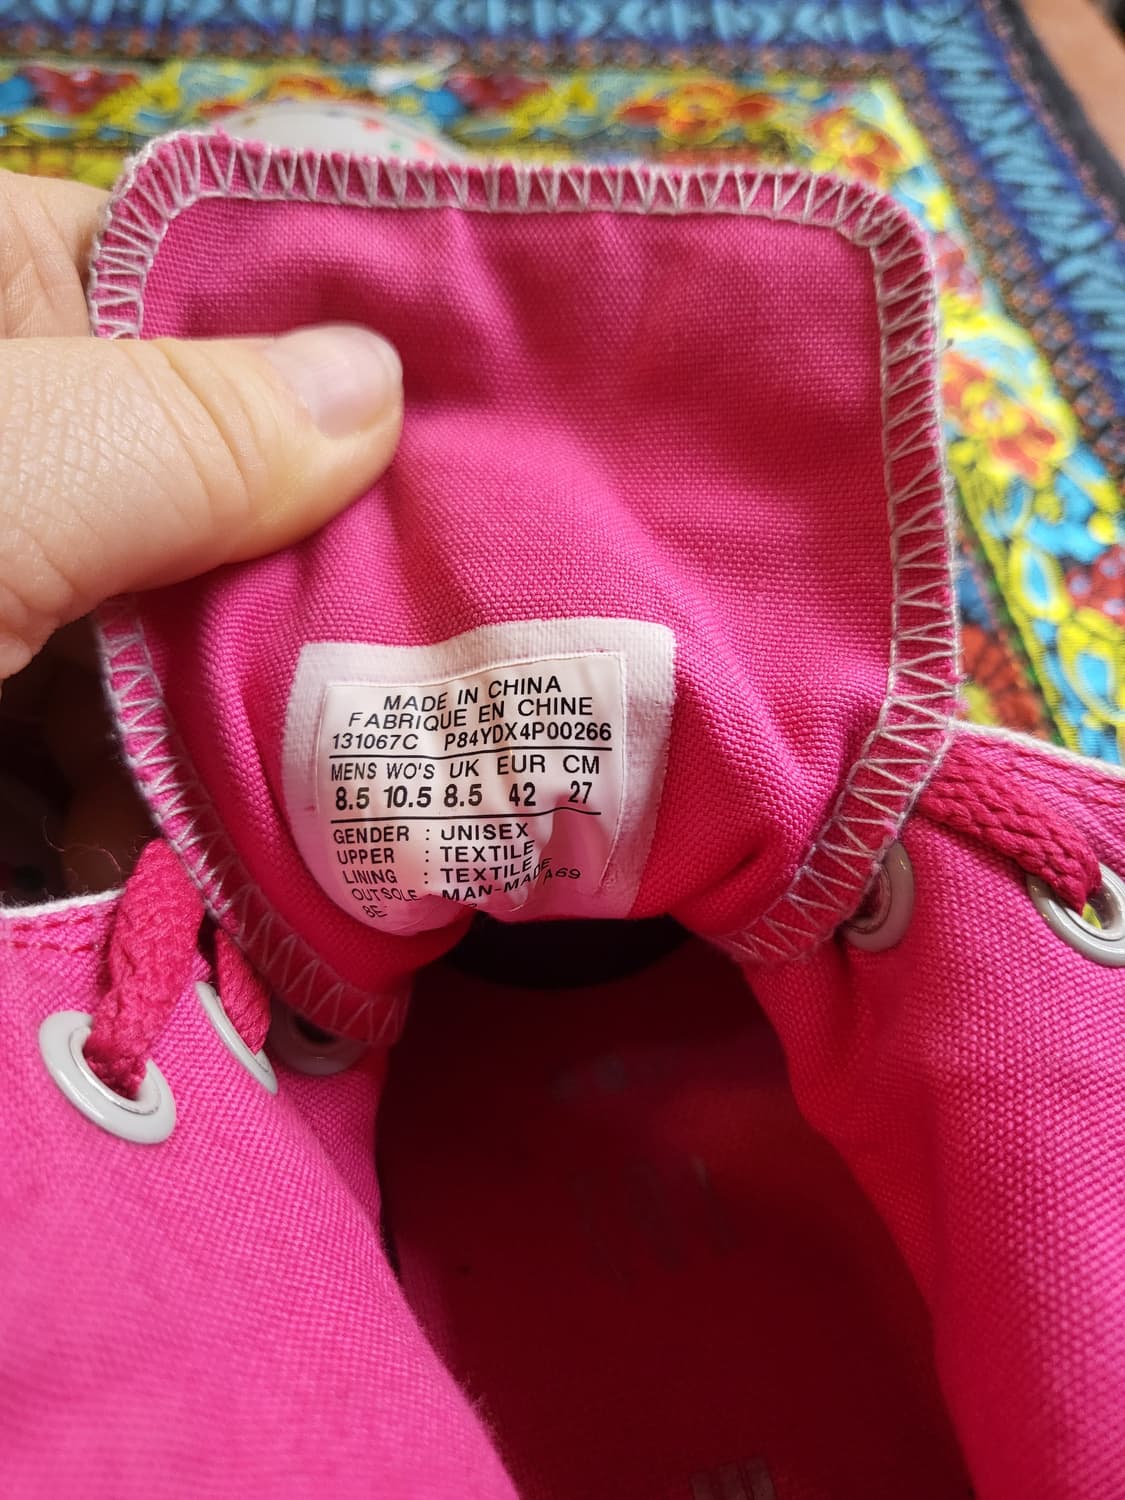 MADE IN CHINA
FABRIQUE EN CHINE
131067C P84YDX4P00266
MENS WO'S UK EUR CM
8.5 10.5 8.5 42 27
GENDER : UNISEX
UPPER : TEXTILE
LINING : TEXTILE
OUTSOLE : MAN-MADE
A69